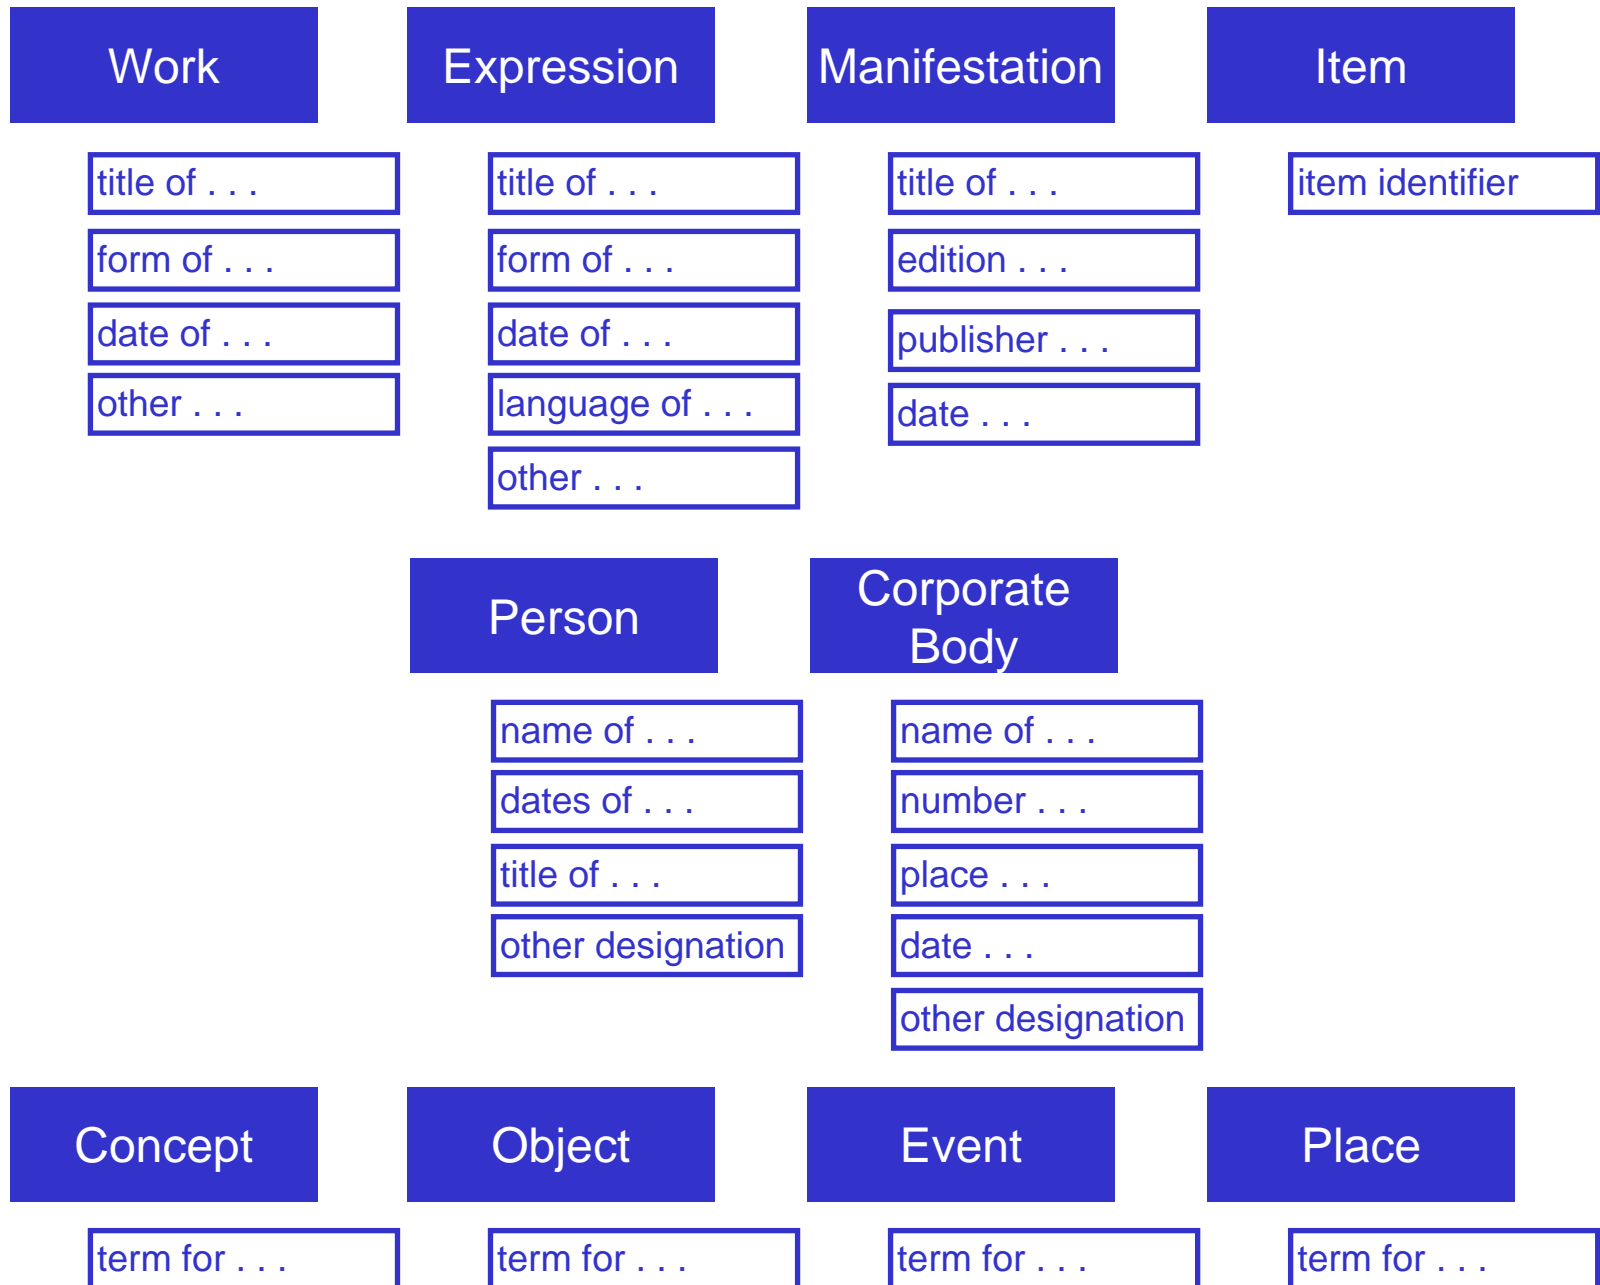 Work
Expression
Manifestation
Item
title of . . .
title of . . .
title of . . .
item identifier
form of . . .
form of . . .
edition . . .
date of . . .
date of . . .
publisher . . .
other . . .
language of . . .
date . . .
other . . .
Person
Corporate
Body
name of . . .
name of . . .
dates of . . .
number . . .
title of . . .
place . . .
other designation
date . . .
other designation
Concept
Object
Event
Place
term for . . .
term for . . .
term for . . .
term for . . .